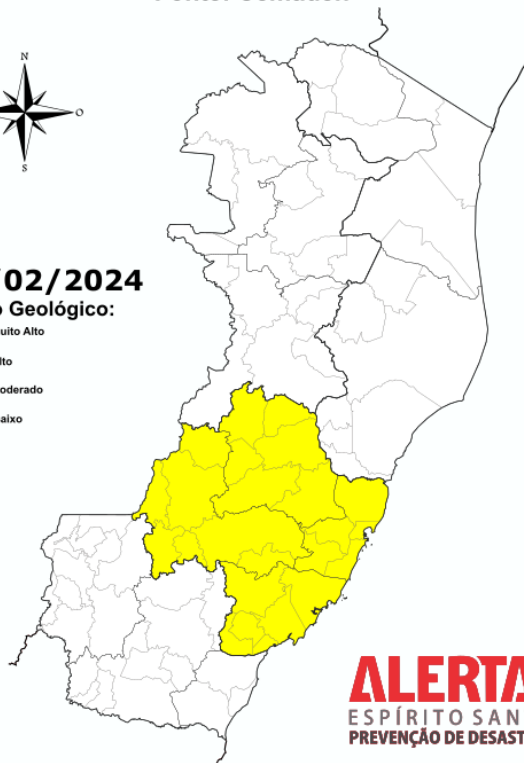 N
O
S
/02/2024
o Geológico:
uito Alto
lto
oderado
aixo
ALERTA
ESPÍRITO SAN
PREVENÇÃO DE DESAST